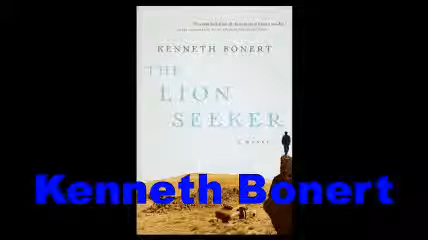 KENNETH BONERT
THE
LION
SEEKER
A NOVEL
Kenneth Bonert